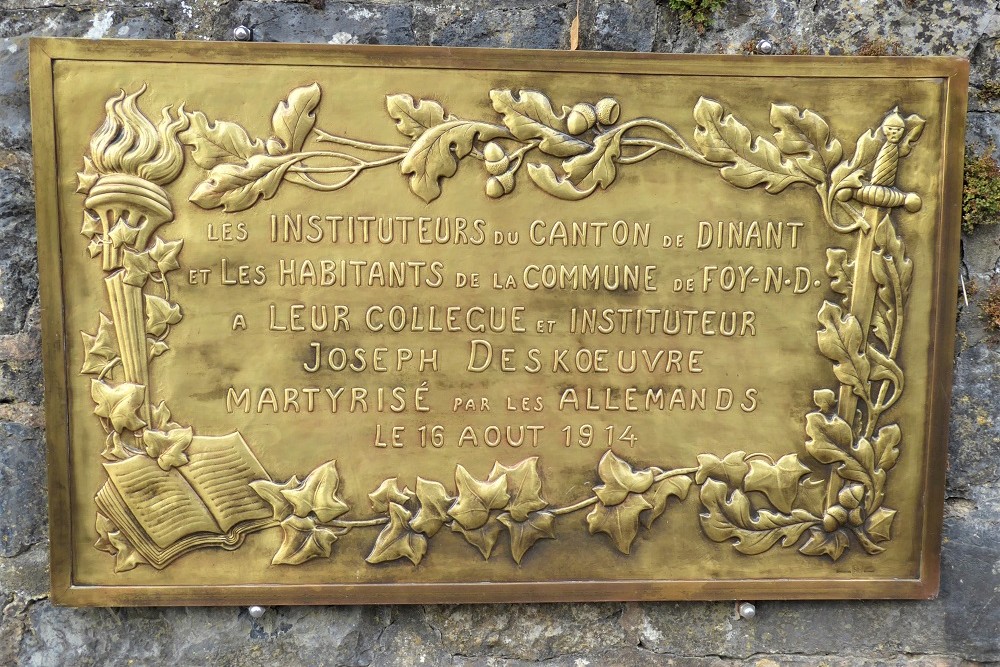 LES INSTITUTEURS DU CANTON DE DINANT
ET LES HABITANTS DE LA COMMUNE DE FOY-N.D.
A LEUR COLLEGUE ET INSTITUTEUR
JOSEPH DESKOEUVRE
MARTYRISÉ PAR LES ALLEMANDS
LE 16 AOUT 1914